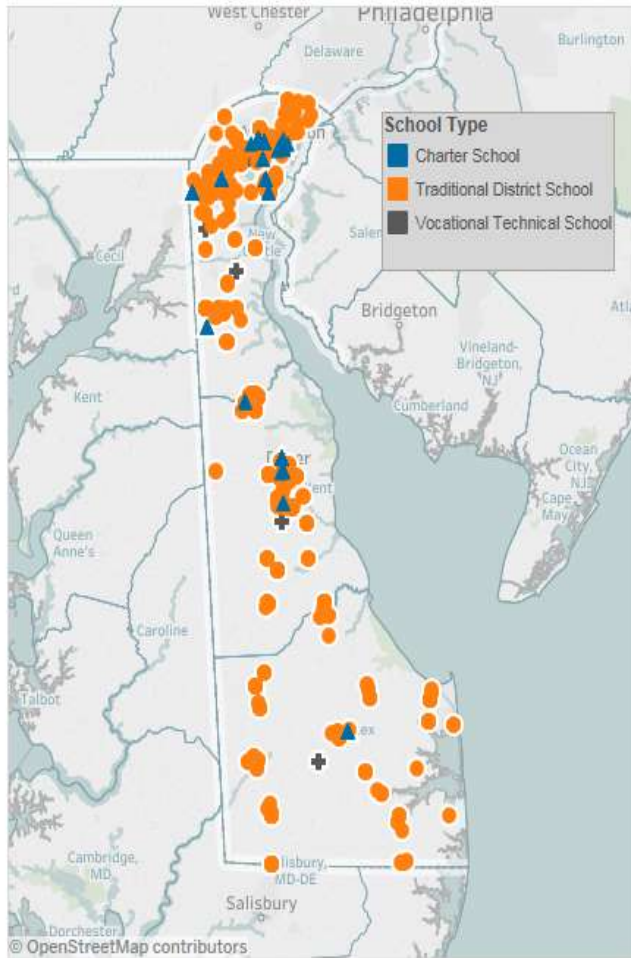 West Chester
Philadelphia
Delaware
Burlington
School Type
Charter School
Traditional District School
Vocational Technical School
New
Cecil
Bridgeton
Vineland-
Bridgeton,
NJ
Kent
Cumberland
Ocean
City, NJ
Cape
May
Queen
Anne's
Caroline
Talbot
Cambridge,
MD
Salisbury,
MD-DE
Salisbury
Dorchester
© OpenStreetMap contributors